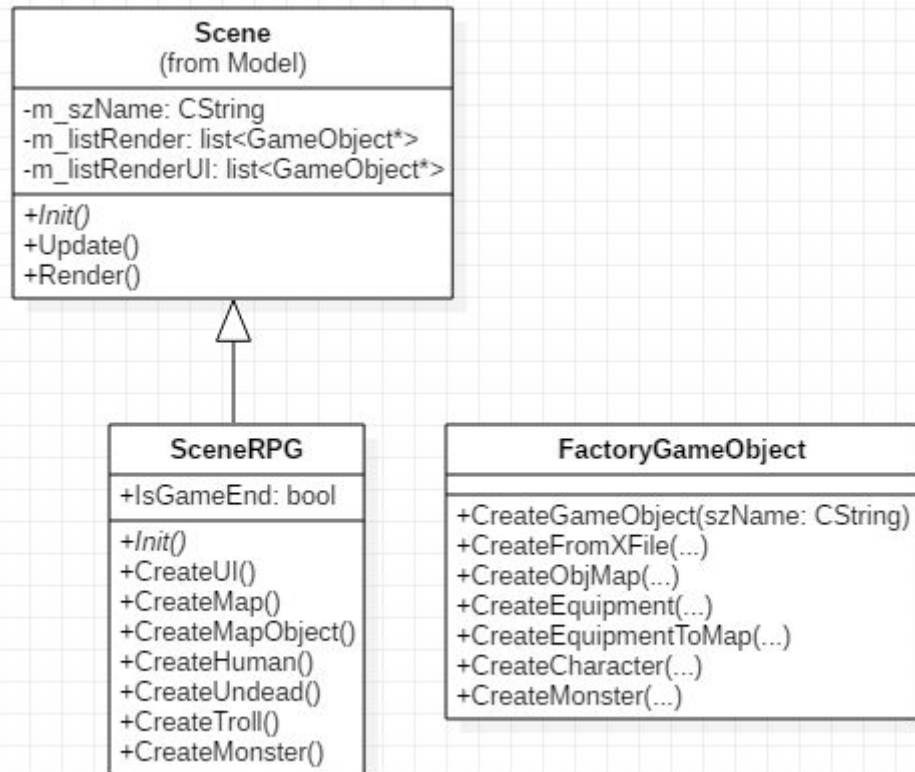 Scene
(from Model)
-m_szName: CString
-m_listRender: list<GameObject*>
-m_listRenderUI: list<GameObject*>
+Init()
+Update()
+Render()
SceneRPG
+IsGameEnd: bool
+Init()
+CreateUI()
+CreateMap()
+CreateMapObject()
+CreateHuman()
+CreateUndead()
+CreateTroll()
+CreateMonster()
FactoryGameObject
+CreateGameObject(szName: CString)
+CreateFromXFile(...)
+CreateObjMap(...)
+CreateEquipment(...)
+CreateEquipmentToMap(...)
+CreateCharacter(...)
+CreateMonster(...)